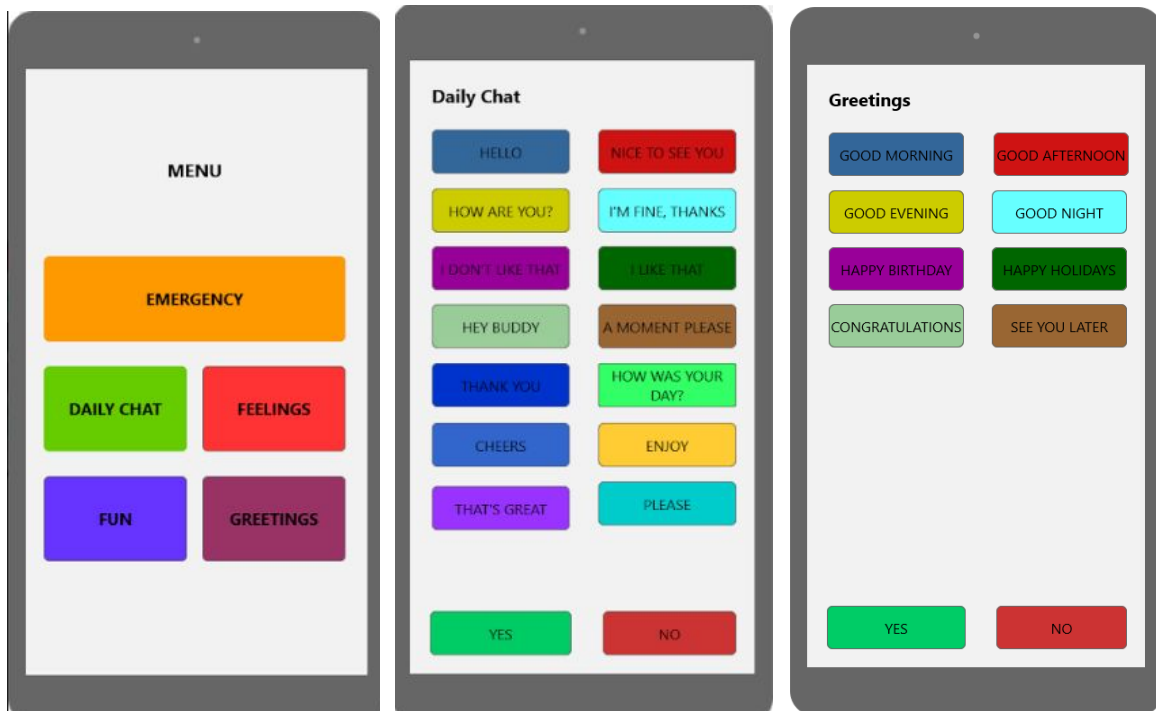 MENU
EMERGENCY
DAILY CHAT
FEELINGS
FUN
GREETINGS
Daily Chat
HELLO
NICE TO SEE YOU
HOW ARE YOU?
I'M FINE, THANKS
I DON'T LIKE THAT
I LIKE THAT
HEY BUDDY
A MOMENT PLEASE
THANK YOU
HOW WAS YOUR
DAY?
CHEERS
ENJOY
THAT'S GREAT
PLEASE
YES
NO
Greetings
GOOD MORNING
GOOD AFTERNOON
GOOD EVENING
GOOD NIGHT
HAPPY BIRTHDAY
HAPPY HOLIDAYS
CONGRATULATIONS
SEE YOU LATER
YES
NO